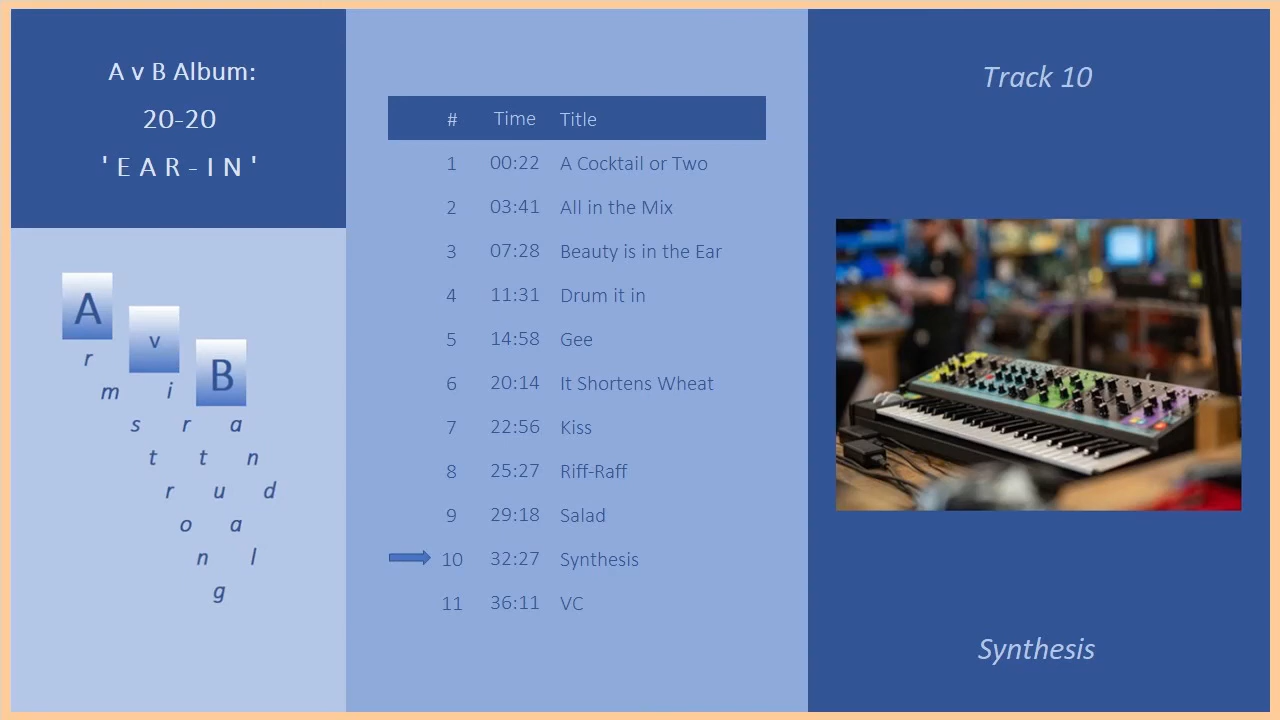 A v B Album:
20-20
'EAR-IN'
A
v
B
r
m i
s r a
t t n
r u d
o a
n l
g
# Time Title
1 00:22 A Cocktail or Two
2 03:41 All in the Mix
3 07:28 Beauty is in the Ear
4 11:31 Drum it in
5 14:58 Gee
6 20:14 It Shortens Wheat
7 22:56 Kiss
8 25:27 Riff-Raff
9 29:18 Salad
10 32:27 Synthesis
11 36:11 VC
Track 10
Synthesis